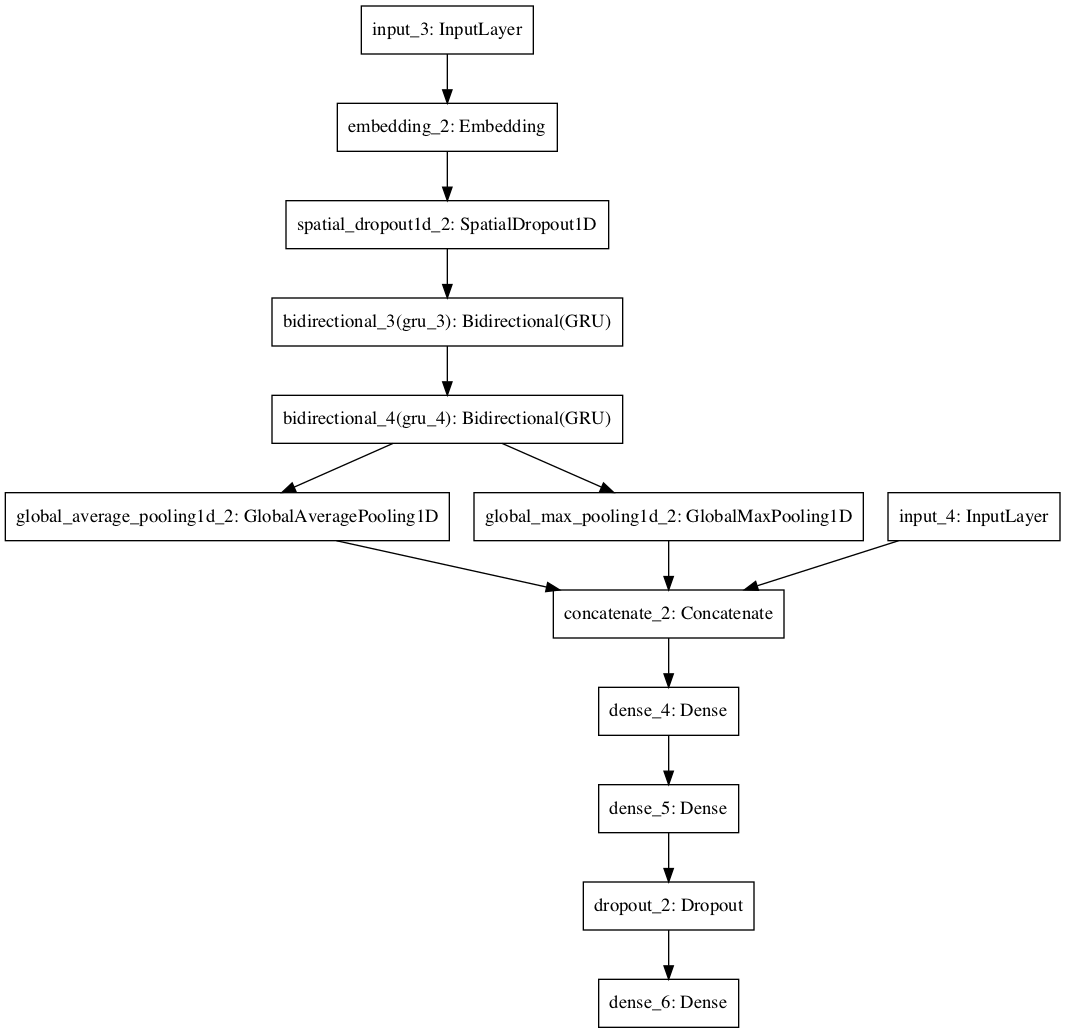 input_3: InputLayer
embedding_2: Embedding
spatial_dropout1d_2: SpatialDropout1D
bidirectional_3(gru_3): Bidirectional(GRU)
bidirectional_4(gru_4): Bidirectional(GRU)
global_average_pooling1d_2: GlobalAveragePooling1D
global_max_pooling1d_2: GlobalMaxPooling1D
input_4: InputLayer
concatenate_2: Concatenate
dense_4: Dense
dense_5: Dense
dropout_2: Dropout
dense_6: Dense